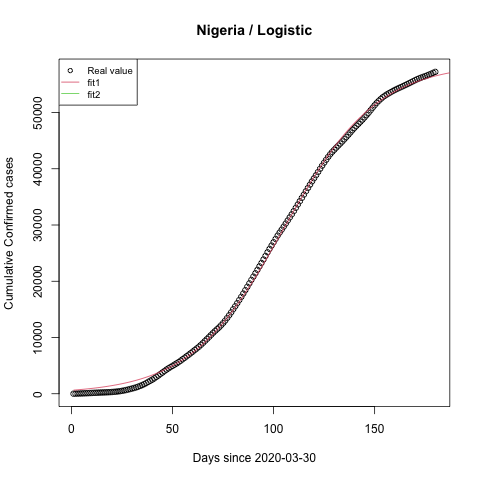 Nigeria / Logistic
Real value
fit1
fit2
Cumulative Confirmed cases
50000
40000
30000
20000
10000
0
0 50 100 150
Days since 2020-03-30